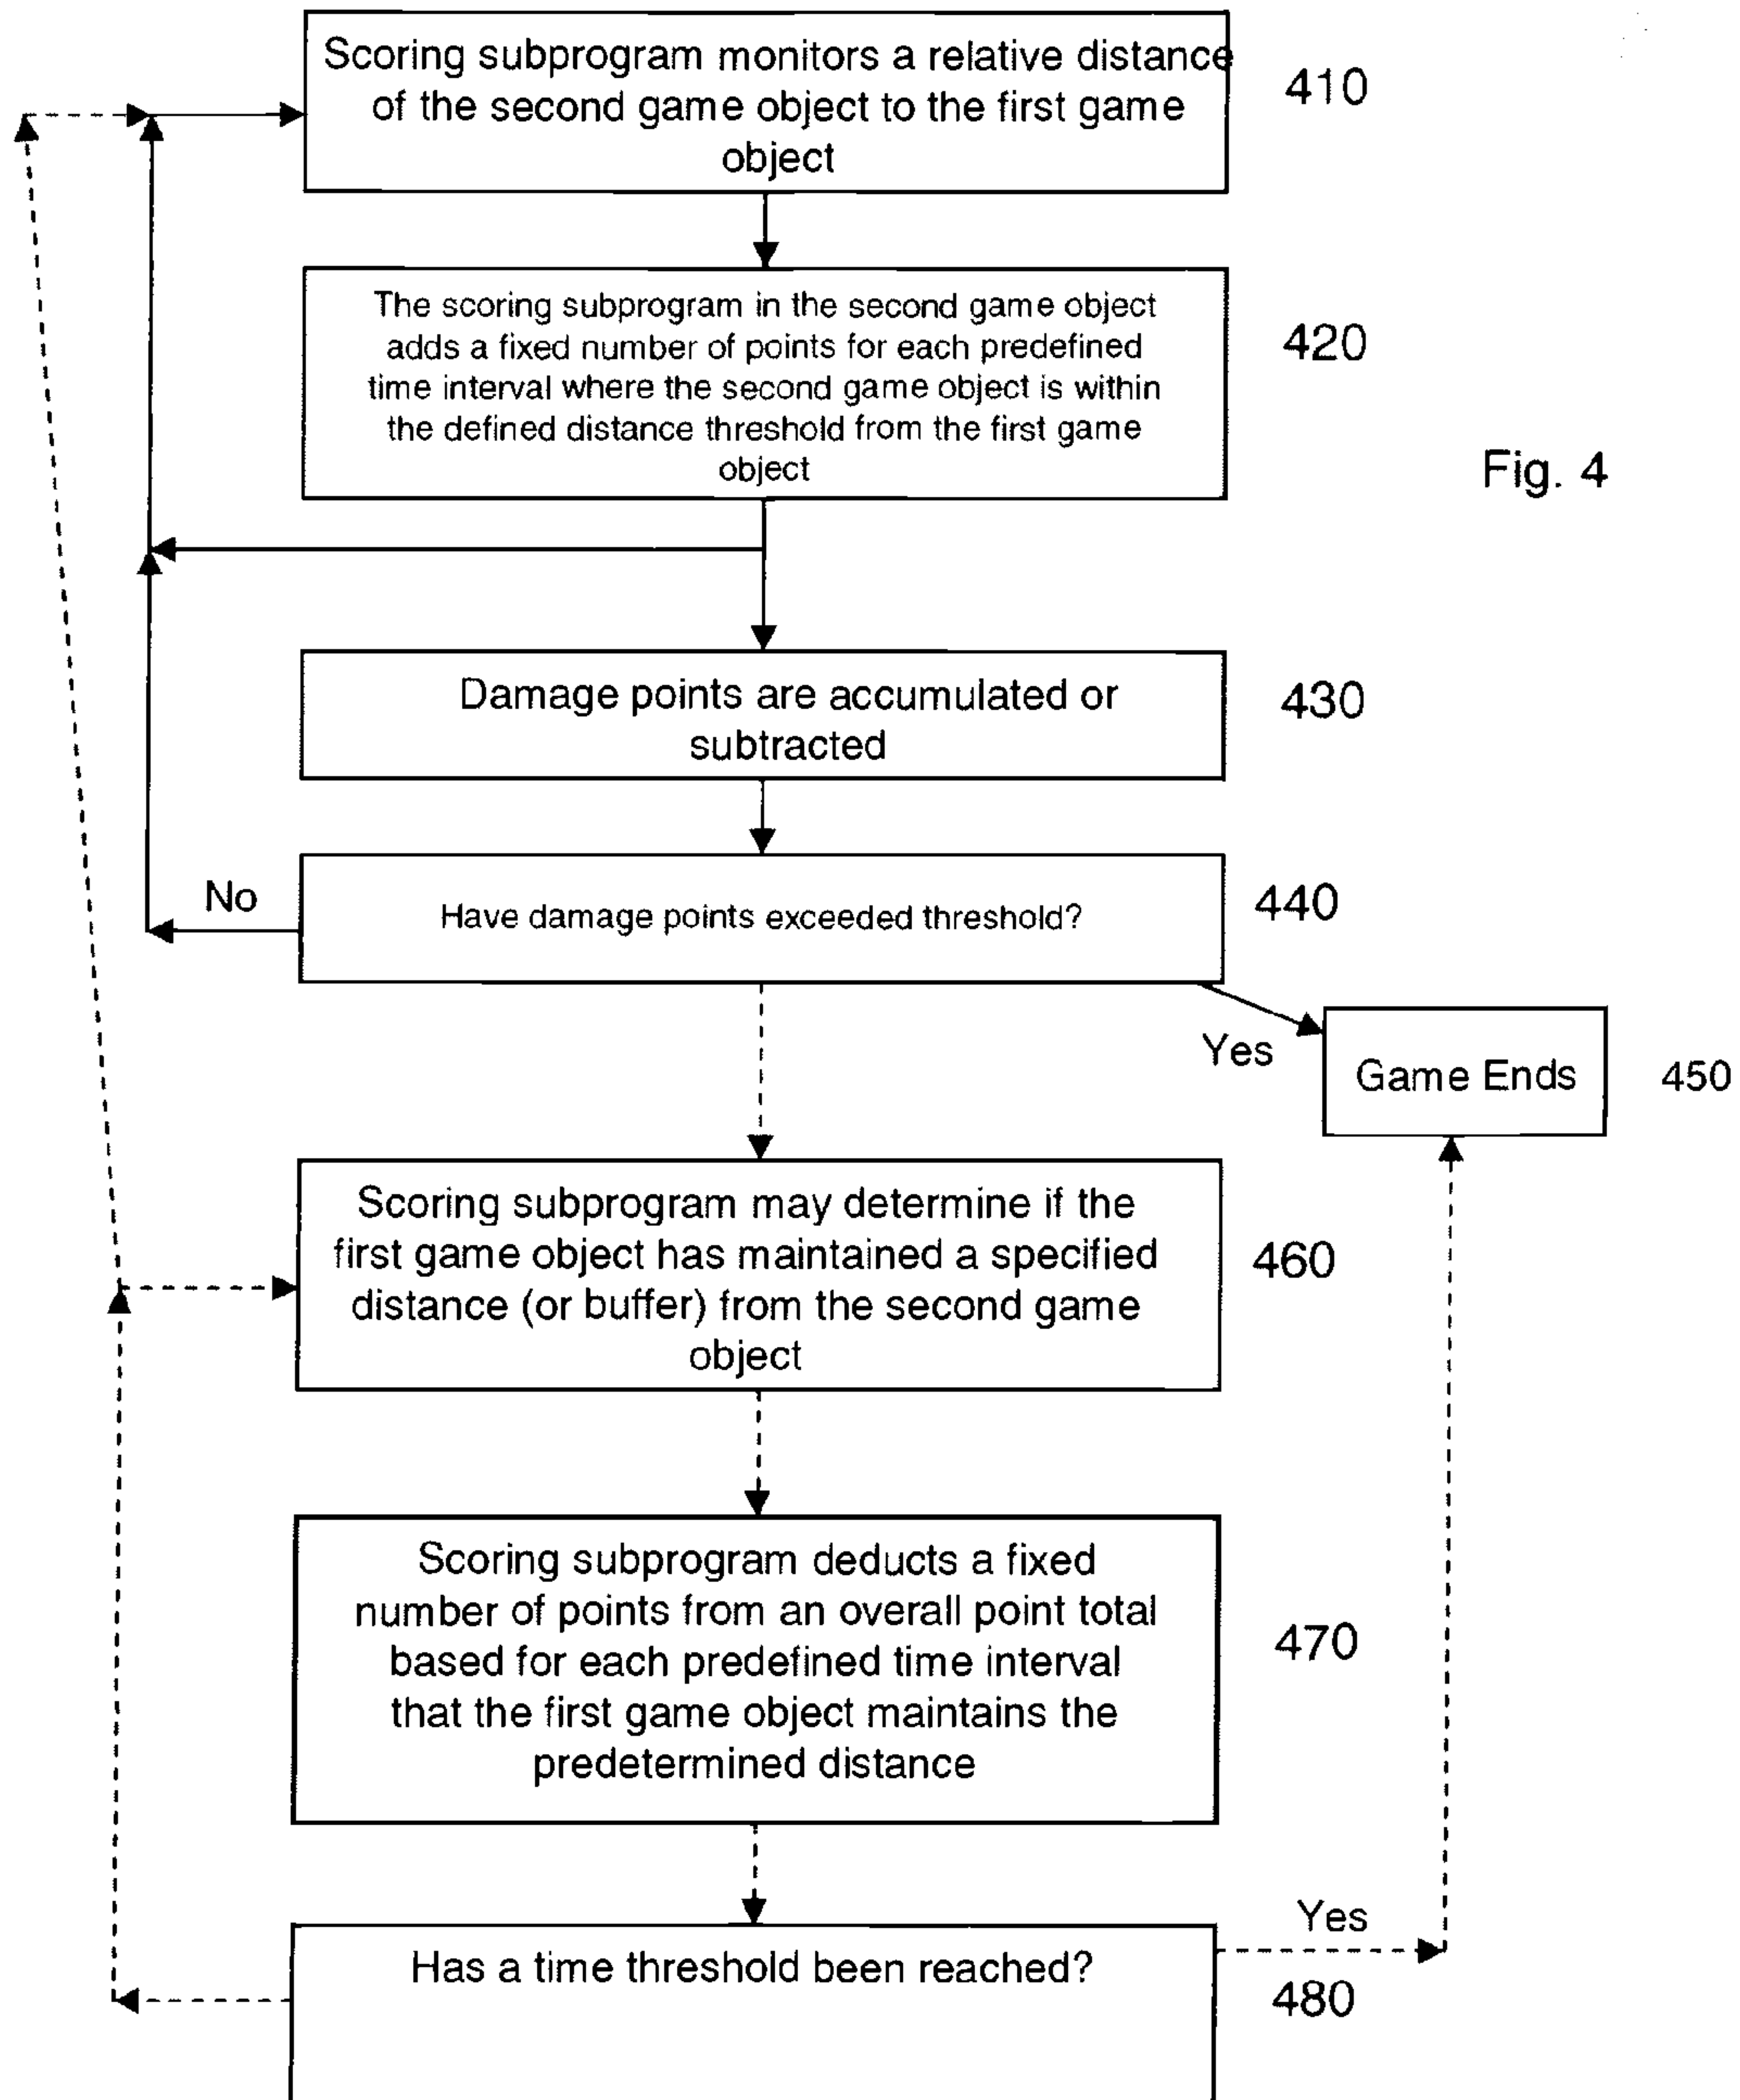 Scoring subprogram monitors a relative distance
of the second game object to the first game
object
410
The scoring subprogram in the second game object
adds a fixed number of points for each predefined
time interval where the second game object is within
the defined distance threshold from the first game
object
420
Fig. 4
Damage points are accumulated or
subtracted
430
Have damage points exceeded threshold?
440
No
Yes
Game Ends
450
Scoring subprogram may determine if the
first game object has maintained a specified
distance (or buffer) from the second game
object
460
Scoring subprogram deducts a fixed
number of points from an overall point total
based for each predefined time interval
that the first game object maintains the
predetermined distance
470
Yes
Has a time threshold been reached?
480